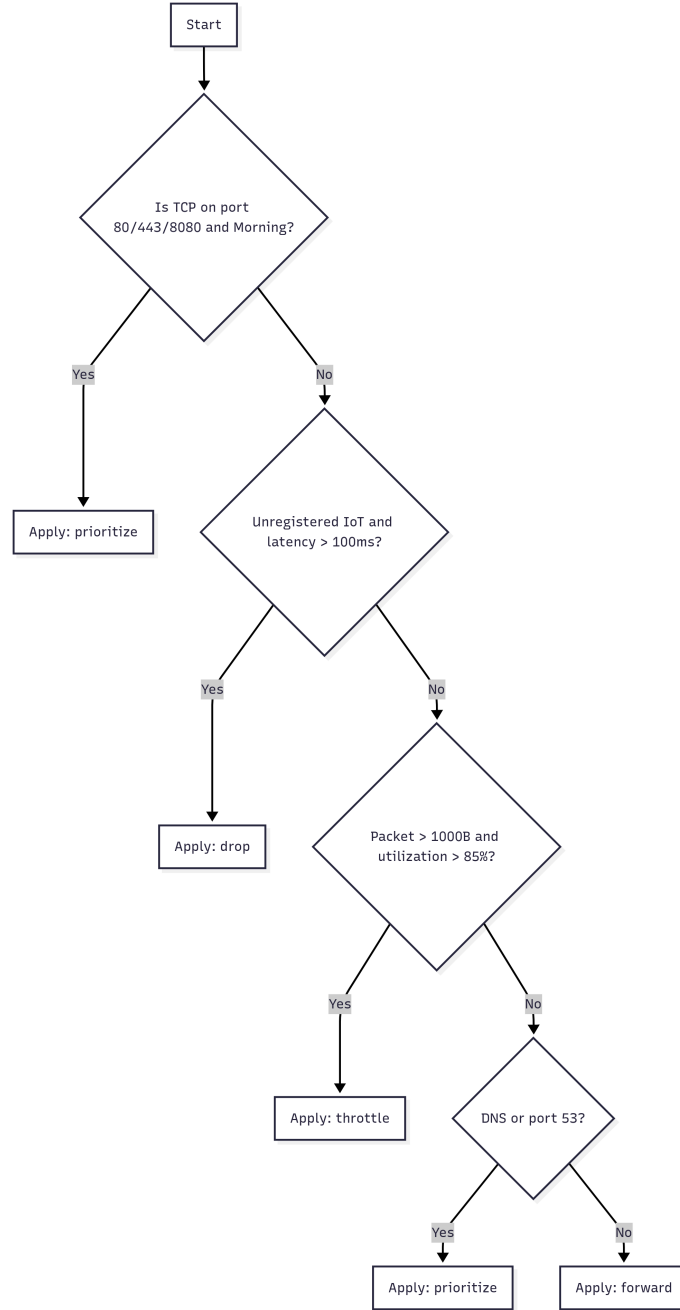 Start
Is TCP on port
80/443/8080 and Morning?
Yes
No
Apply: prioritize
Unregistered IoT and
latency > 100ms?
Yes
No
Apply: drop
Packet > 1000B and
utilization > 85%?
Yes
No
Apply: throttle
DNS or port 53?
Yes
No
Apply: prioritize
Apply: forward